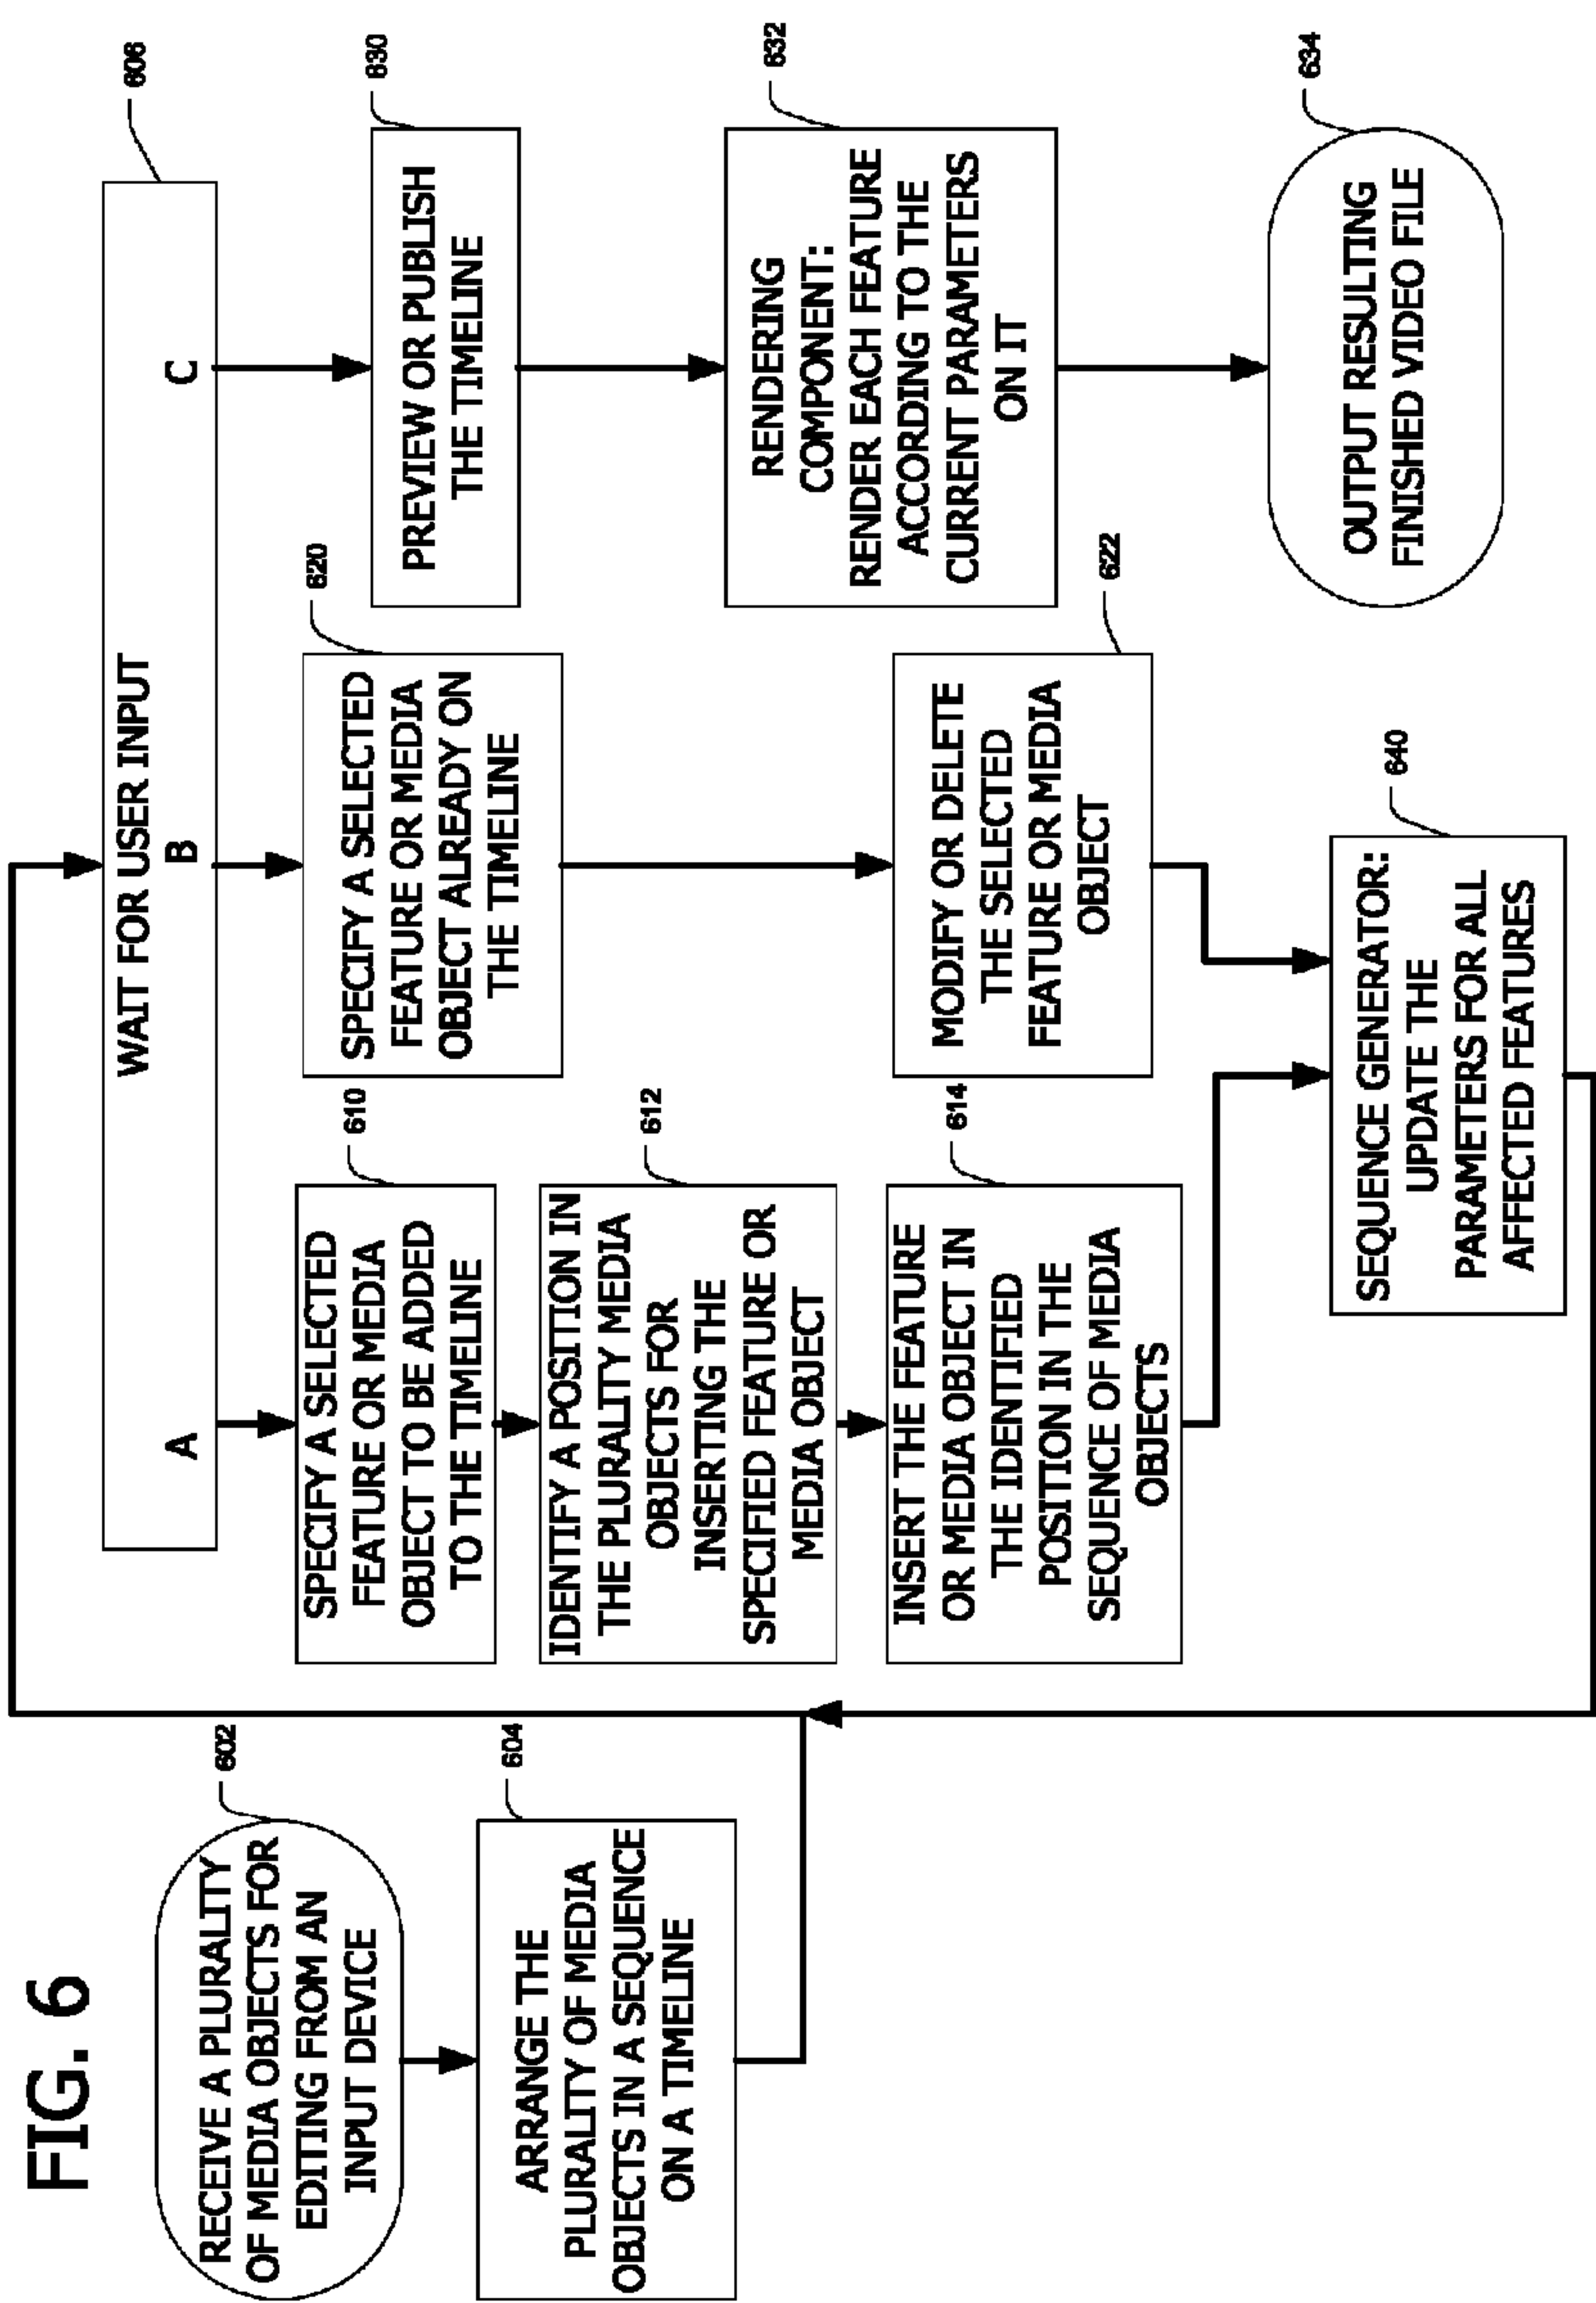 FIG. 6
RECEIVE A PLURALITY
OF MEDIA OBJECTS FOR
EDITING FROM AN
INPUT DEVICE
602
ARRANGE THE
PLURALITY OF MEDIA
OBJECTS IN A SEQUENCE
ON A TIMELINE
604
WAIT FOR USER INPUT
A
B
C
606
SPECIFY A SELECTED
FEATURE OR MEDIA
OBJECT TO BE ADDED
TO THE TIMELINE
610
IDENTIFY A POSITION IN
THE PLURALITY MEDIA
OBJECTS FOR
INSERTING THE
SPECIFIED FEATURE OR
MEDIA OBJECT
612
INSERT THE FEATURE
OR MEDIA OBJECT IN
THE IDENTIFIED
POSITION IN THE
SEQUENCE OF MEDIA
OBJECTS
614
SPECIFY A SELECTED
FEATURE OR MEDIA
OBJECT ALREADY ON
THE TIMELINE
620
MODIFY OR DELETE
THE SELECTED
FEATURE OR MEDIA
OBJECT
622
PREVIEW OR PUBLISH
THE TIMELINE
630
RENDERING
COMPONENT:
RENDER EACH FEATURE
ACCORDING TO THE
CURRENT PARAMETERS
ON IT
632
OUTPUT RESULTING
FINISHED VIDEO FILE
634
SEQUENCE GENERATOR:
UPDATE THE
PARAMETERS FOR ALL
AFFECTED FEATURES
640